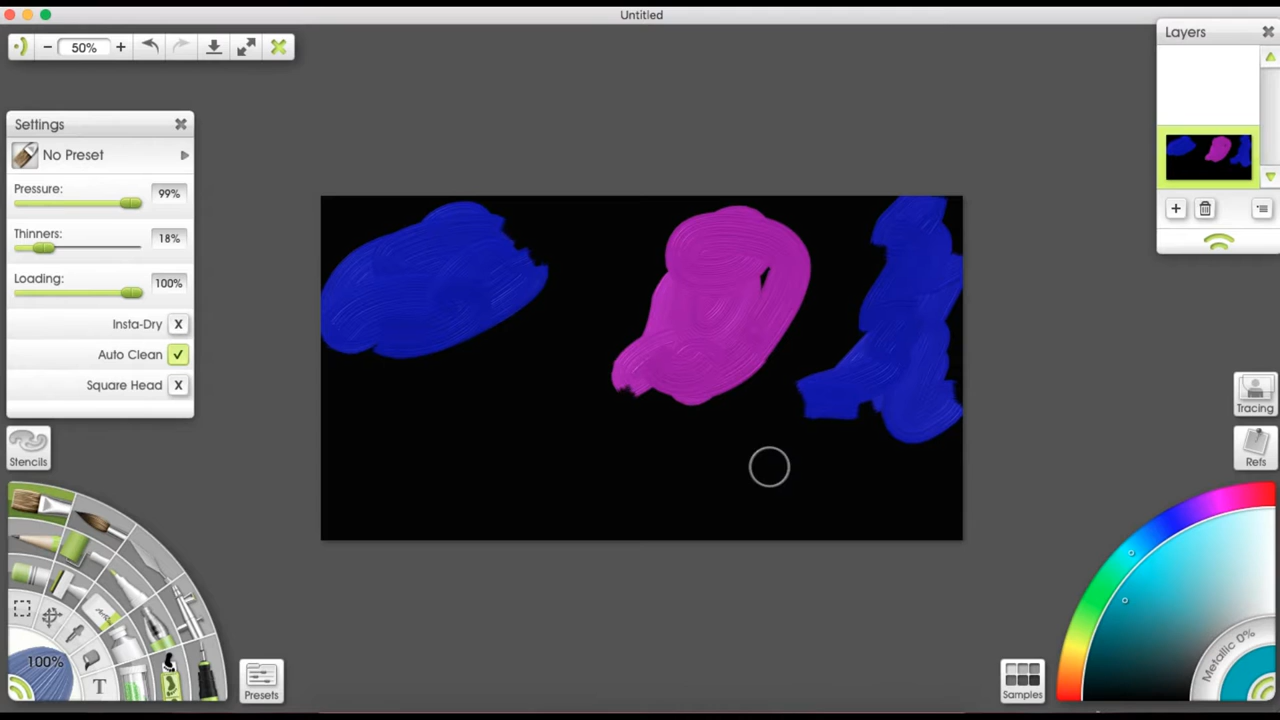 Untitled
50%
Layers
Settings
No Preset
Pressure:
99%
Thinners:
18%
Loading:
100%
Insta-Dry
X
Auto Clean
Square Head
X
Stencils
Tracing
Refs
100%
T
Presets
Samples
Metallic 0%